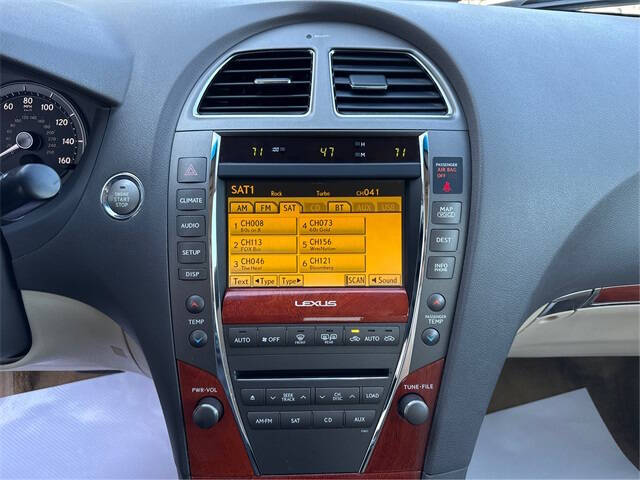 60 80 100 120 140 160
MPH
71 47 71
H
M
PASSENGER
AIR BAG
OFF
SAT1 Rock Turbo CH041
AM FM SAT CD BT AUX USB
1 CH008 4 CH073
80s on 8 60s Gold
2 CH113 5 CH156
FOX Bus
3 CH046 6 CH121
The Heat Bloomberg
Text ◄Type Type► SCAN ◄Sound
CLIMATE
AUDIO
SETUP
DISP
MAP
DEST
INFO
PHONE
ENGINE
START
STOP
LEXUS
TEMP
PASSENGER
TEMP
AUTO OFF FRONT REAR AUTO
PWR·VOL
TUNE·FILE
SEEK
TRACK
CH
DISC
LOAD
AM·FM SAT CD AUX